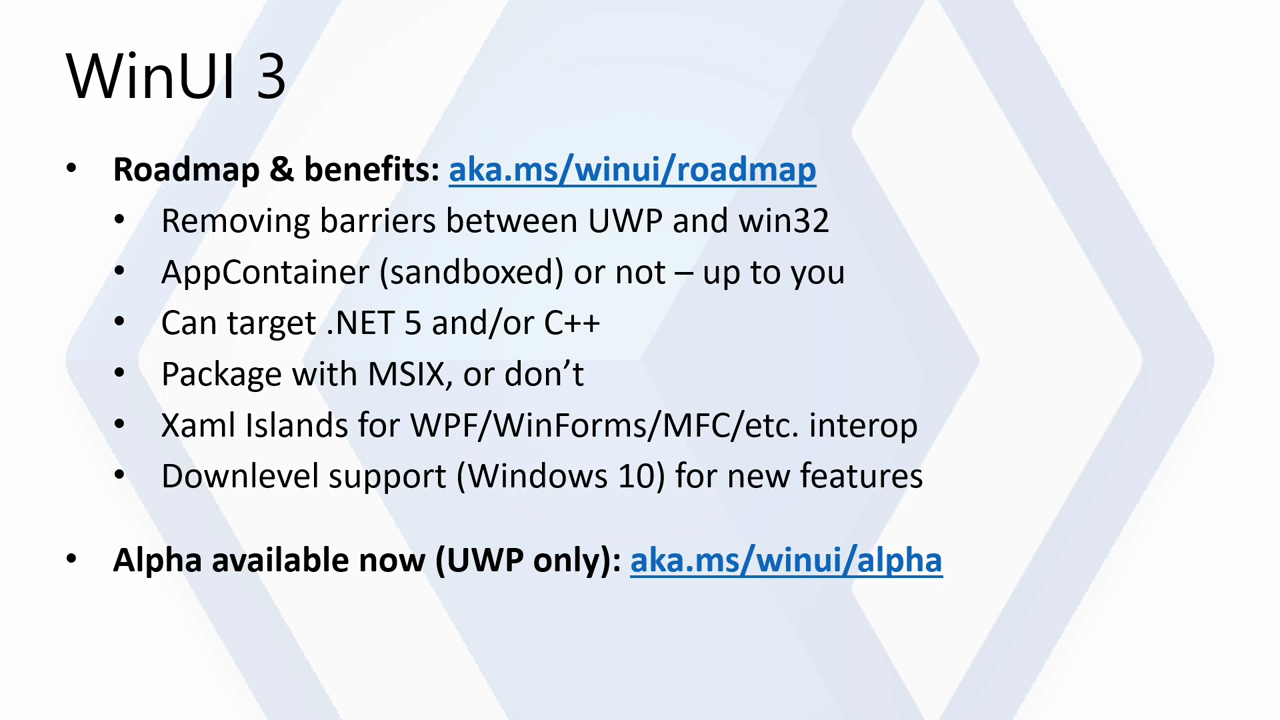 WinUI 3
• Roadmap & benefits: aka.ms/winui/roadmap
• Removing barriers between UWP and win32
• AppContainer (sandboxed) or not – up to you
• Can target .NET 5 and/or C++
• Package with MSIX, or don’t
• Xaml Islands for WPF/WinForms/MFC/etc. interop
• Downlevel support (Windows 10) for new features
• Alpha available now (UWP only): aka.ms/winui/alpha